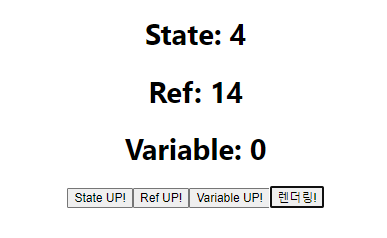 State: 4
Ref: 14
Variable: 0
State UP! Ref UP! Variable UP! 렌더링!